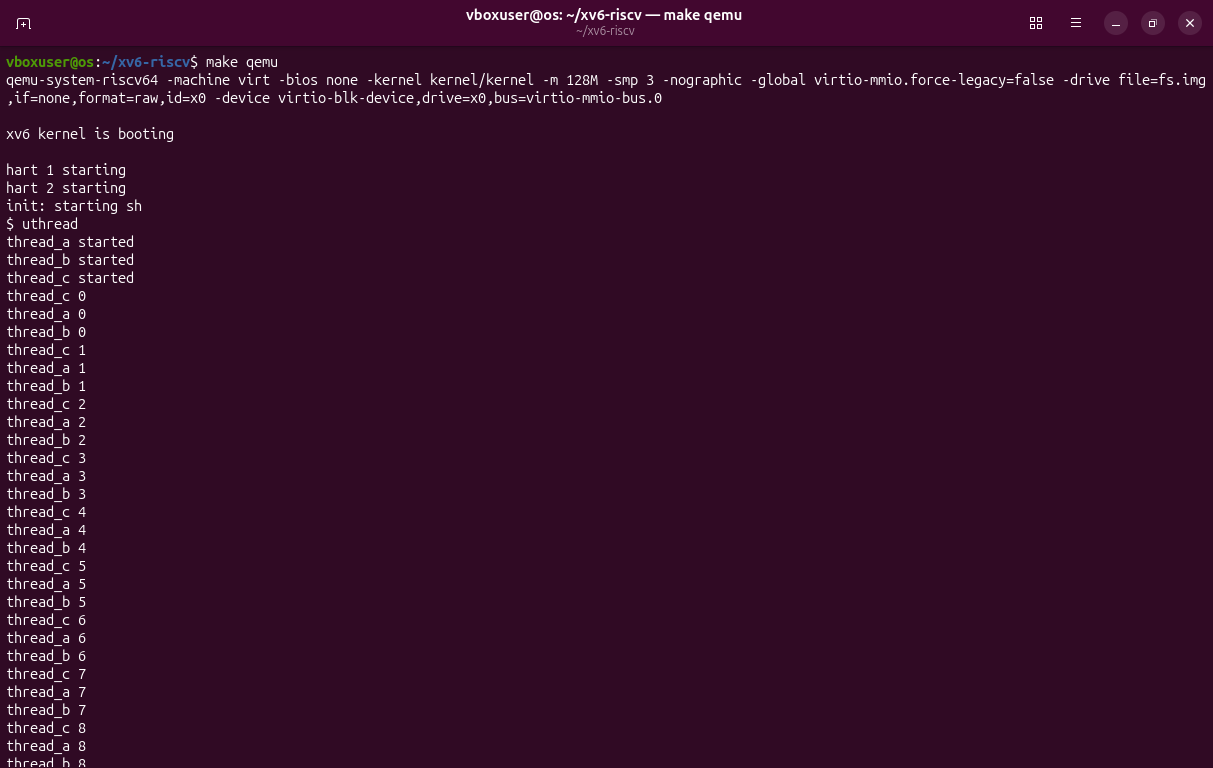 vboxuser@os: ~/xv6-riscv — make qemu
~/xv6-riscv
vboxuser@os:~/xv6-riscv$ make qemu
qemu-system-riscv64 -machine virt -bios none -kernel kernel/kernel -m 128M -smp 3 -nographic -global virtio-mmio.force-legacy=false -drive file=fs.img
,if=none,format=raw,id=x0 -device virtio-blk-device,drive=x0,bus=virtio-mmio-bus.0
xv6 kernel is booting
hart 1 starting
hart 2 starting
init: starting sh
$ uthread
thread_a started
thread_b started
thread_c started
thread_c 0
thread_a 0
thread_b 0
thread_c 1
thread_a 1
thread_b 1
thread_c 2
thread_a 2
thread_b 2
thread_c 3
thread_a 3
thread_b 3
thread_c 4
thread_a 4
thread_b 4
thread_c 5
thread_a 5
thread_b 5
thread_c 6
thread_a 6
thread_b 6
thread_c 7
thread_a 7
thread_b 7
thread_c 8
thread_a 8
thread_b 8